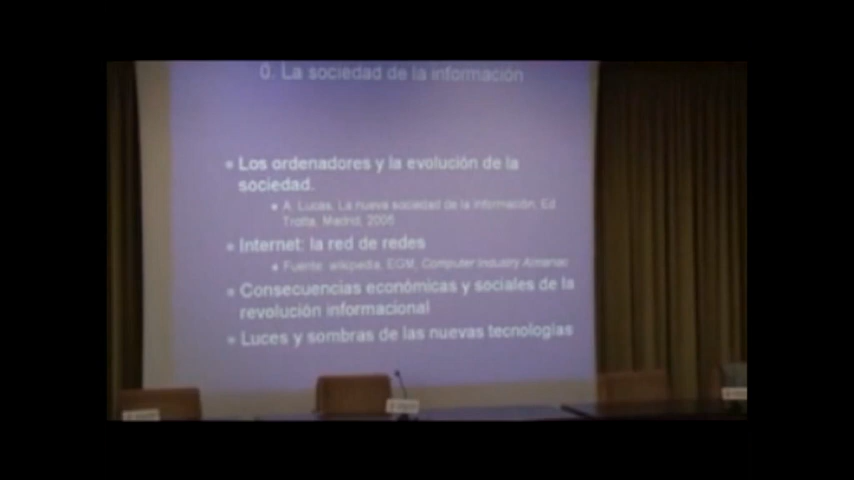 0. La sociedad de la información
Los ordenadores y la evolución de la
sociedad.
A. Lucas. La nueva sociedad de la información, Ed
Trotta, Madrid, 2006
Internet: la red de redes
Fuente: wikipedia, EGM, Computer Industry Almanac
Consecuencias económicas y sociales de la
revolución informacional
Luces y sombras de las nuevas tecnologías